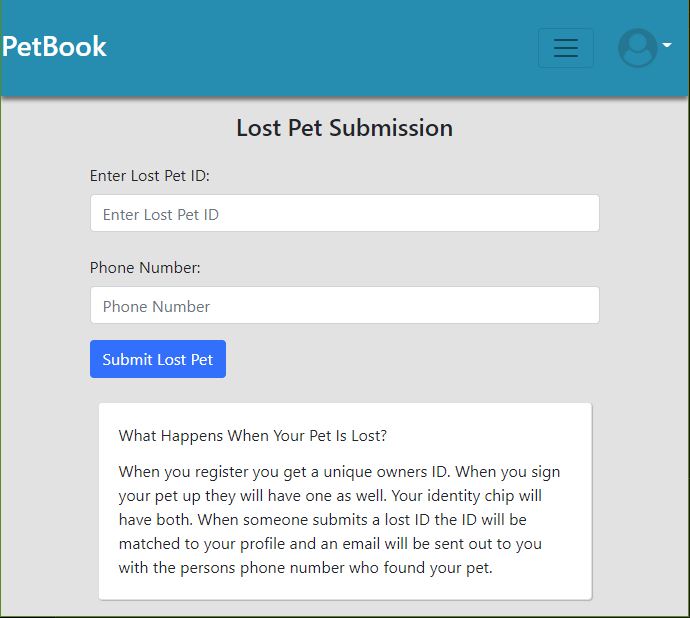 PetBook
Lost Pet Submission
Enter Lost Pet ID:
Enter Lost Pet ID
Phone Number:
Phone Number
Submit Lost Pet
What Happens When Your Pet Is Lost?
When you register you get a unique owners ID. When you sign
your pet up they will have one as well. Your identity chip will
have both. When someone submits a lost ID the ID will be
matched to your profile and an email will be sent out to you
with the persons phone number who found your pet.